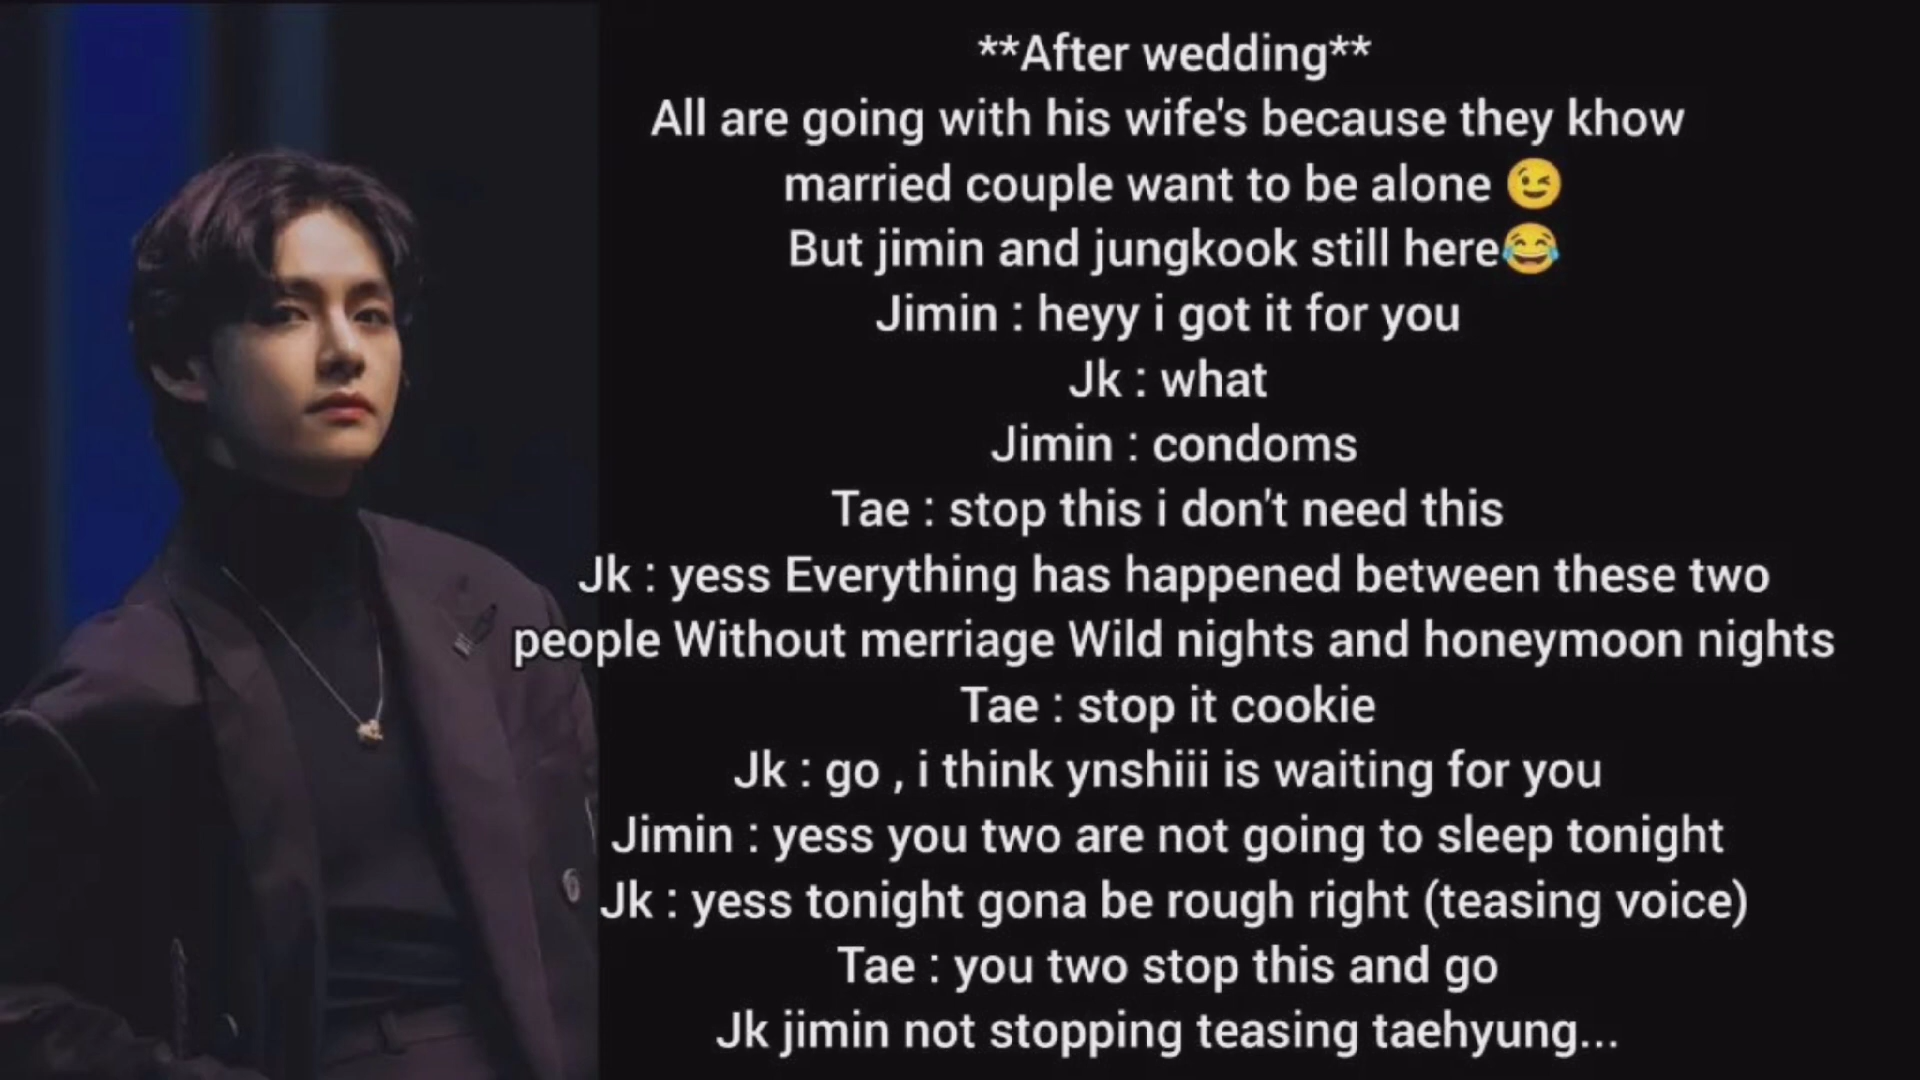 **After wedding**
All are going with his wife's because they khow
married couple want to be alone 😉
But jimin and jungkook still here😂
Jimin : heyy i got it for you
Jk : what
Jimin : condoms
Tae : stop this i don't need this
Jk : yess Everything has happened between these two
people Without merriage Wild nights and honeymoon nights
Tae : stop it cookie
Jk : go , i think ynshiii is waiting for you
Jimin : yess you two are not going to sleep tonight
Jk : yess tonight gona be rough right (teasing voice)
Tae : you two stop this and go
Jk jimin not stopping teasing taehyung...